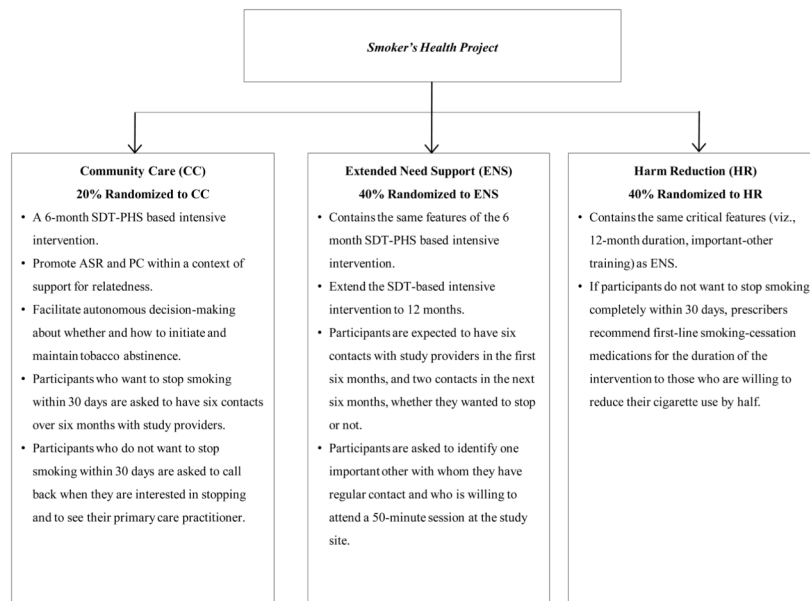 Smoker's Health Project
Community Care (CC)
20% Randomized to CC
• A 6-month SDT-PHS based intensive
intervention.
• Promote ASR and PC within a context of
support for relatedness.
• Facilitate autonomous decision-making
about whether and how to initiate and
maintain tobacco abstinence.
• Participants who want to stop smoking
within 30 days are asked to have six contacts
over six months with study providers.
• Participants who do not want to stop
smoking within 30 days are asked to call
back when they are interested in stopping
and to see their primary care practitioner.
Extended Need Support (ENS)
40% Randomized to ENS
• Contains the same features of the 6
month SDT-PHS based intensive
intervention.
• Extend the SDT-based intensive
intervention to 12 months.
• Participants are expected to have six
contacts with study providers in the first
six months, and two contacts in the next
six months, whether they wanted to stop
or not.
• Participants are asked to identify one
important other with whom they have
regular contact and who is willing to
attend a 50-minute session at the study
site.
Harm Reduction (HR)
40% Randomized to HR
• Contains the same critical features (viz.,
12-month duration, important-other
training) as ENS.
• If participants do not want to stop smoking
completely within 30 days, prescribers
recommend first-line smoking-cessation
medications for the duration of the
intervention to those who are willing to
reduce their cigarette use by half.